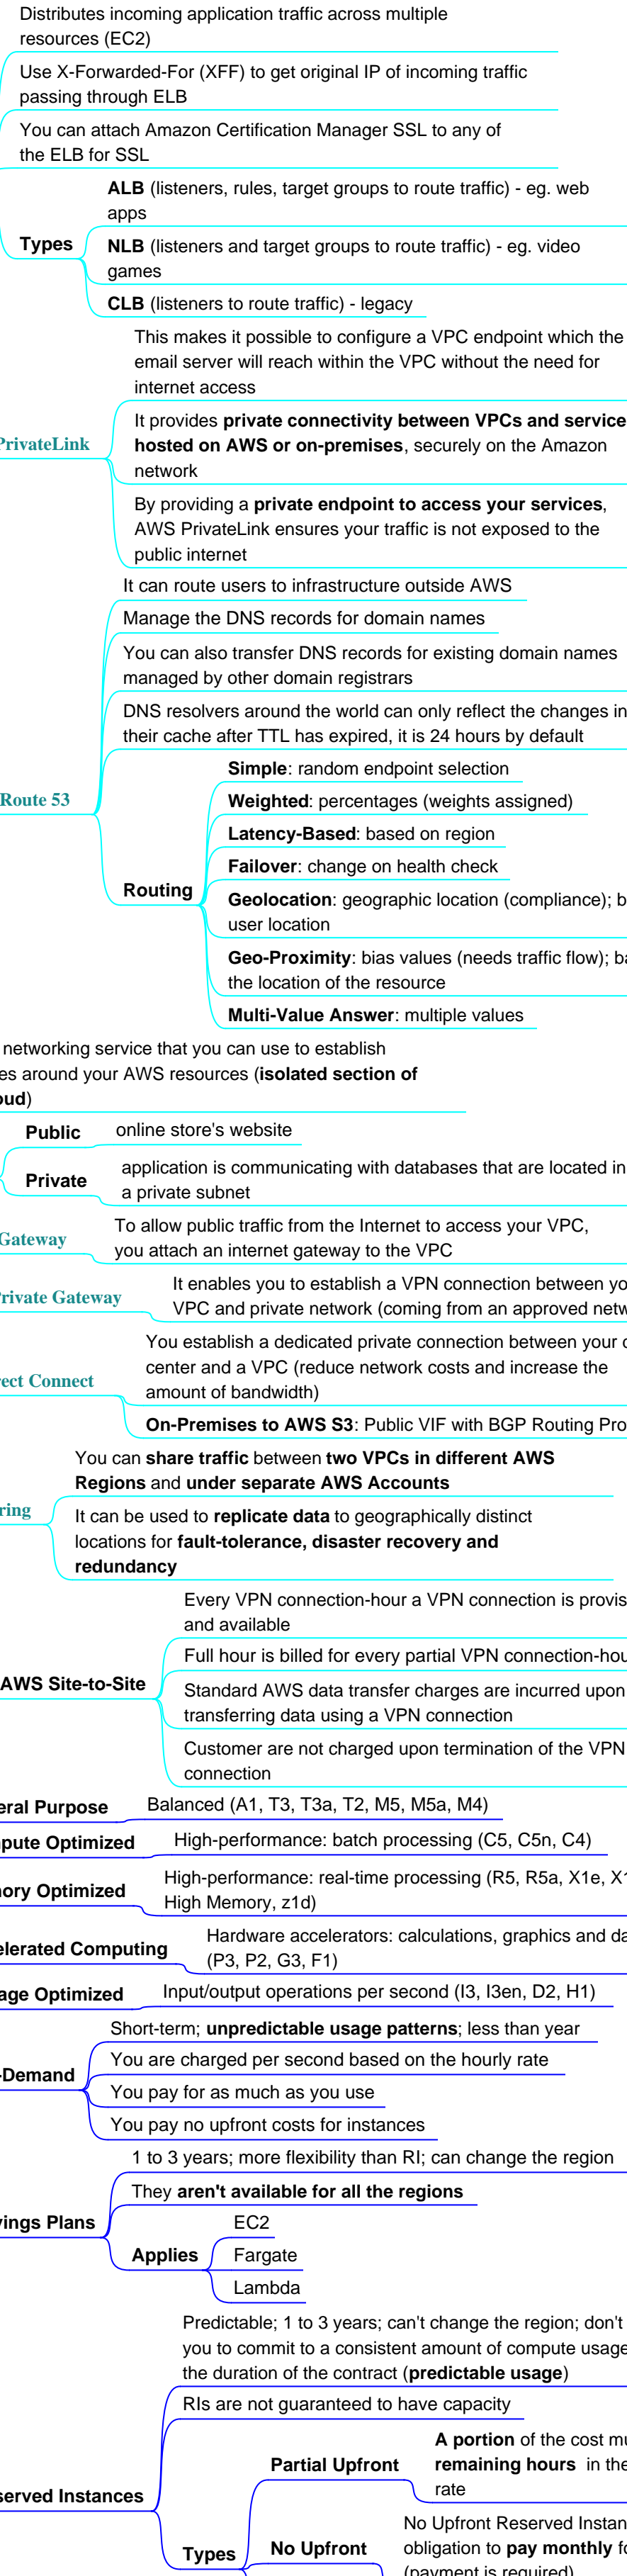 Distributes incoming application traffic across multiple
resources (EC2)
Use X-Forwarded-For (XFF) to get original IP of incoming traffic
passing through ELB
You can attach Amazon Certification Manager SSL to any of
the ELB for SSL
Types
ALB (listeners, rules, target groups to route traffic) - eg. web
apps
NLB (listeners and target groups to route traffic) - eg. video
games
CLB (listeners to route traffic) - legacy
PrivateLink
This makes it possible to configure a VPC endpoint which the
email server will reach within the VPC without the need for
internet access
It provides private connectivity between VPCs and service
hosted on AWS or on-premises, securely on the Amazon
network
By providing a private endpoint to access your services,
AWS PrivateLink ensures your traffic is not exposed to the
public internet
Route 53
It can route users to infrastructure outside AWS
Manage the DNS records for domain names
You can also transfer DNS records for existing domain names
managed by other domain registrars
DNS resolvers around the world can only reflect the changes in
their cache after TTL has expired, it is 24 hours by default
Routing
Simple: random endpoint selection
Weighted: percentages (weights assigned)
Latency-Based: based on region
Failover: change on health check
Geolocation: geographic location (compliance); b
user location
Geo-Proximity: bias values (needs traffic flow); ba
the location of the resource
Multi-Value Answer: multiple values
networking service that you can use to establish
es around your AWS resources (isolated section of
oud)
Public
online store's website
Private
application is communicating with databases that are located in
a private subnet
Gateway
To allow public traffic from the Internet to access your VPC,
you attach an internet gateway to the VPC
Private Gateway
It enables you to establish a VPN connection between yo
VPC and private network (coming from an approved netw
rect Connect
You establish a dedicated private connection between your d
center and a VPC (reduce network costs and increase the
amount of bandwidth)
On-Premises to AWS S3: Public VIF with BGP Routing Pro
ring
You can share traffic between two VPCs in different AWS
Regions and under separate AWS Accounts
It can be used to replicate data to geographically distinct
locations for fault-tolerance, disaster recovery and
redundancy
AWS Site-to-Site
Every VPN connection-hour a VPN connection is provis
and available
Full hour is billed for every partial VPN connection-hou
Standard AWS data transfer charges are incurred upon
transferring data using a VPN connection
Customer are not charged upon termination of the VPN
connection
eral Purpose
Balanced (A1, T3, T3a, T2, M5, M5a, M4)
pute Optimized
High-performance: batch processing (C5, C5n, C4)
ory Optimized
High-performance: real-time processing (R5, R5a, X1e, X1
High Memory, z1d)
elerated Computing
Hardware accelerators: calculations, graphics and da
(P3, P2, G3, F1)
age Optimized
Input/output operations per second (I3, I3en, D2, H1)
-Demand
Short-term; unpredictable usage patterns; less than year
You are charged per second based on the hourly rate
You pay for as much as you use
You pay no upfront costs for instances
vings Plans
1 to 3 years; more flexibility than RI; can change the region
They aren't available for all the regions
Applies
EC2
Fargate
Lambda
served Instances
Predictable; 1 to 3 years; can't change the region; don't
you to commit to a consistent amount of compute usage
the duration of the contract (predictable usage)
RIs are not guaranteed to have capacity
Types
Partial Upfront
A portion of the cost mu
remaining hours in the
rate
No Upfront
No Upfront Reserved Instan
obligation to pay monthly fo
(payment is required)